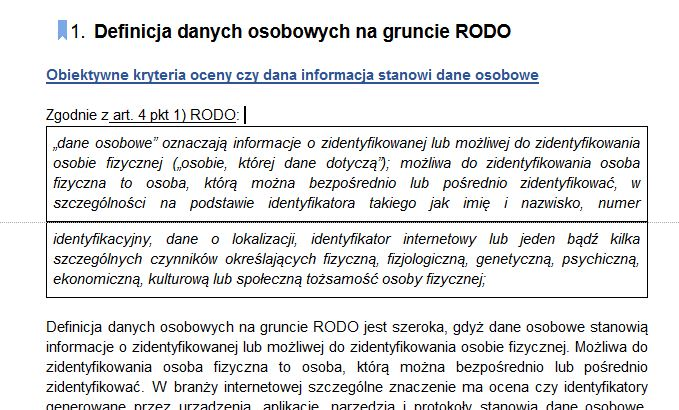 1. Definicja danych osobowych na gruncie RODO
Obiektywne kryteria oceny czy dana informacja stanowi dane osobowe
Zgodnie z art. 4 pkt 1) RODO:
„dane osobowe” oznaczają informacje o zidentyfikowanej lub możliwej do zidentyfikowania
osobie fizycznej („osobie, której dane dotyczą”); możliwa do zidentyfikowania osoba
fizyczna to osoba, którą można bezpośrednio lub pośrednio zidentyfikować, w
szczególności na podstawie identyfikatora takiego jak imię i nazwisko, numer
identyfikacyjny, dane o lokalizacji, identyfikator internetowy lub jeden bądź kilka
szczególnych czynników określających fizyczną, fizjologiczną, genetyczną, psychiczną,
ekonomiczną, kulturową lub społeczną tożsamość osoby fizycznej;
Definicja danych osobowych na gruncie RODO jest szeroka, gdyż dane osobowe stanowią
informacje o zidentyfikowanej lub możliwej do zidentyfikowania osobie fizycznej. Możliwa do
zidentyfikowania osoba fizyczna to osoba, którą można bezpośrednio lub pośrednio
zidentyfikować. W branży internetowej szczególne znaczenie ma ocena czy identyfikatory
generowane przez urządzenia, aplikacje, narzędzia i protokoły stanowią dane osobowe.